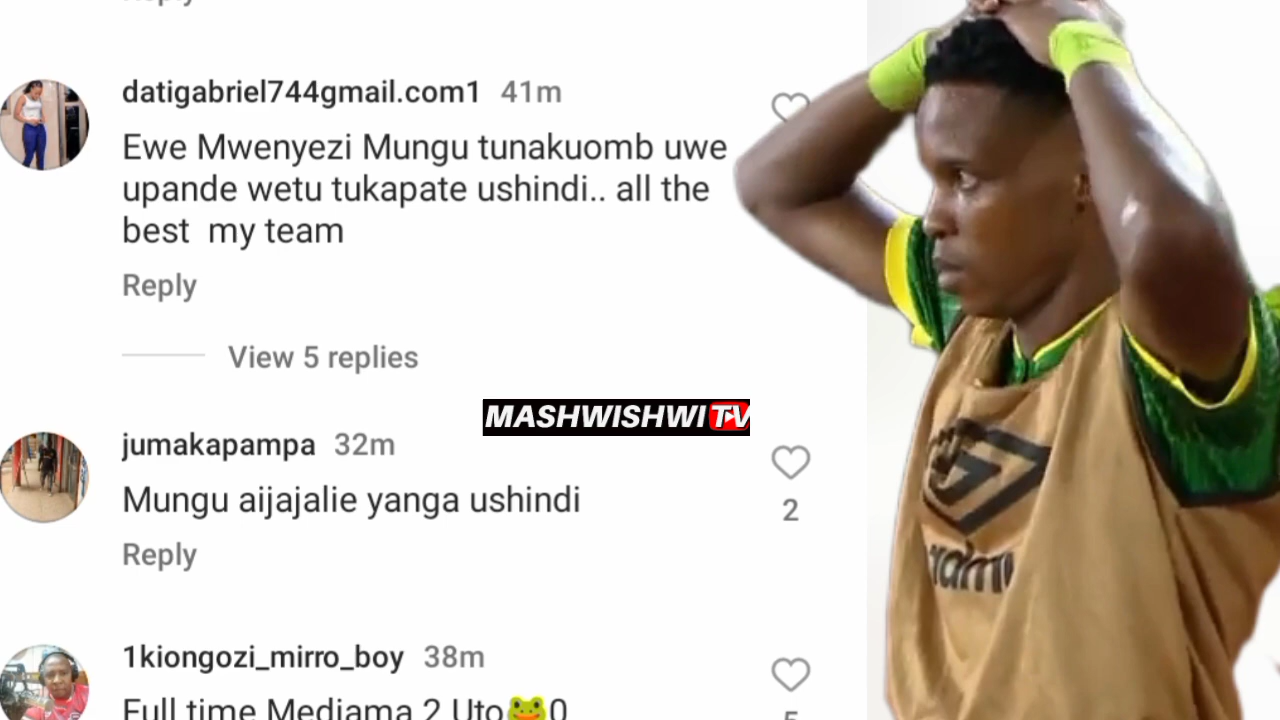 Reply
datigabriel744gmail.com1 41m
Ewe Mwenyezi Mungu tunakuomb uwe
upande wetu tukapate ushindi.. all the
best my team
Reply
View 5 replies
MASHWISHWI TV
jumakapampa 32m
Mungu aijajalie yanga ushindi
2
Reply
1kiongozi_mirro_boy 38m
Full time Mediama 2 Uto🐸0
5